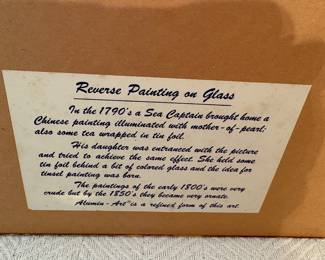 Reverse Painting on Glass
In the 1790's a Sea Captain brought home a
Chinese painting illuminated with mother-of-pearl;
also some tea wrapped in tin foil.
His daughter was entranced with the picture
and tried to achieve the same effect. She held some
tin foil behind a bit of colored glass and the idea for
tinsel painting was born.
The paintings of the early 1800's were very
crude but by the 1850's they became very ornate.
Alumin-Art is a refined form of this art.